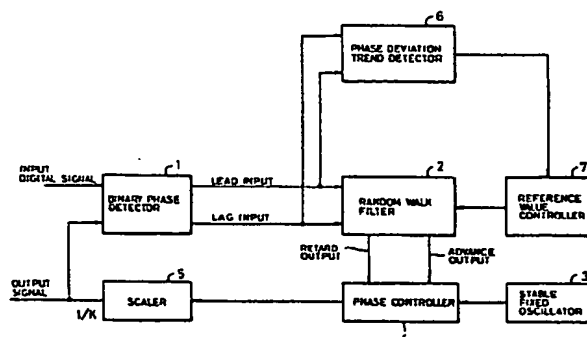 6
PHASE DEVIATION
TREND DETECTOR
1
2
7
INPUT
DIGITAL SIGNAL
BINARY PHASE
DETECTOR
LEAD INPUT
LAG INPUT
RANDOM WALK
FILTER
REFERENCE
VALUE
CONTROLLER
RETARD
OUTPUT
ADVANCE
OUTPUT
OUTPUT
SIGNAL
1/K
5
SCALER
PHASE CONTROLLER
3
STABLE
FIXED
OSCILLATOR